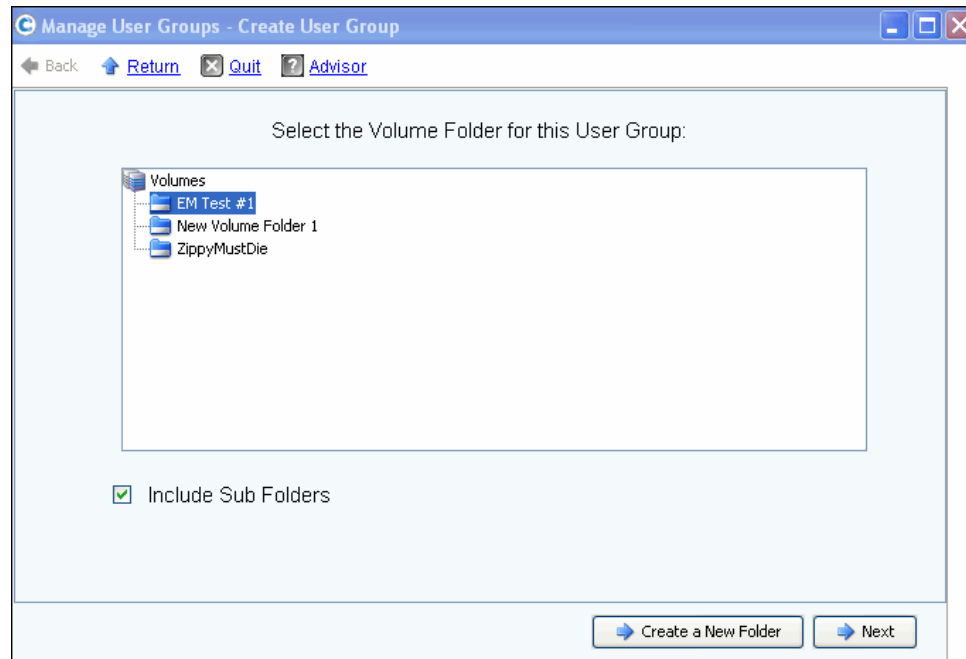 Manage User Groups - Create User Group
Back Return Quit Advisor
Select the Volume Folder for this User Group:
Volumes
EM Test #1
New Volume Folder 1
ZippyMustDie
Include Sub Folders
Create a New Folder Next